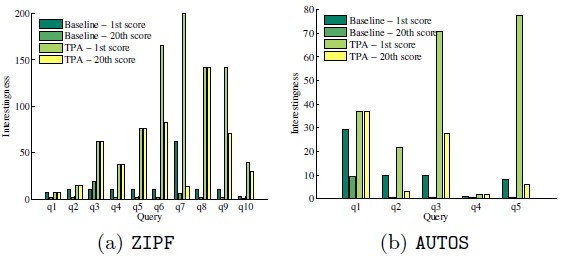 200
150
100
50
0
Interestingness
Baseline – 1st score
Baseline – 20th score
TPA – 1st score
TPA – 20th score
q1 q2 q3 q4 q5 q6 q7 q8 q9 q10
Query
(a) ZIPF
80
70
60
50
40
30
20
10
0
Interestingness
Baseline – 1st score
Baseline – 20th score
TPA – 1st score
TPA – 20th score
q1 q2 q3 q4 q5
Query
(b) AUTOS